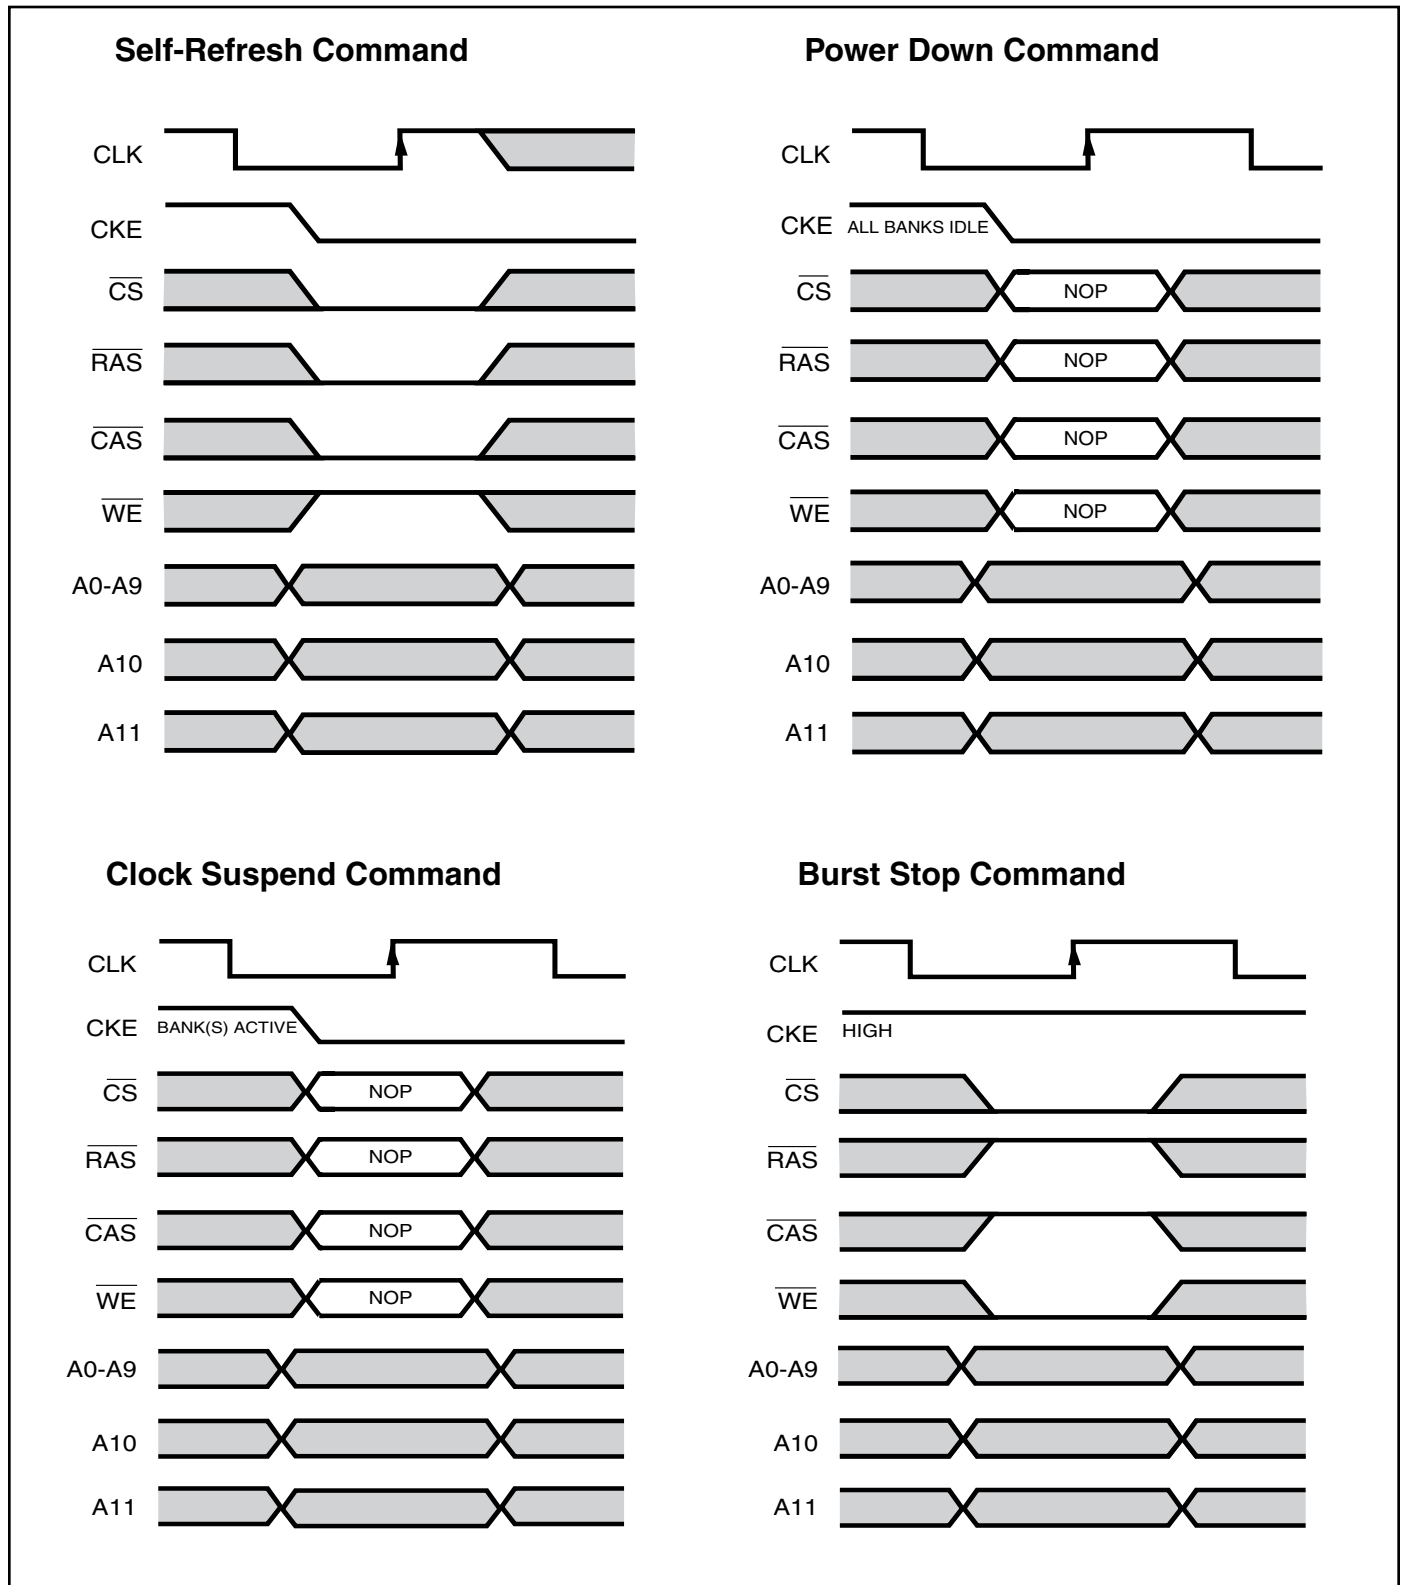 Self-Refresh Command
CLK
CKE
CS
RAS
CAS
WE
A0-A9
A10
A11
Power Down Command
CLK
CKE ALL BANKS IDLE
CS NOP
RAS NOP
CAS NOP
WE NOP
A0-A9
A10
A11
Clock Suspend Command
CLK
CKE BANK(S) ACTIVE
CS NOP
RAS NOP
CAS NOP
WE NOP
A0-A9
A10
A11
Burst Stop Command
CLK
CKE HIGH
CS
RAS
CAS
WE
A0-A9
A10
A11